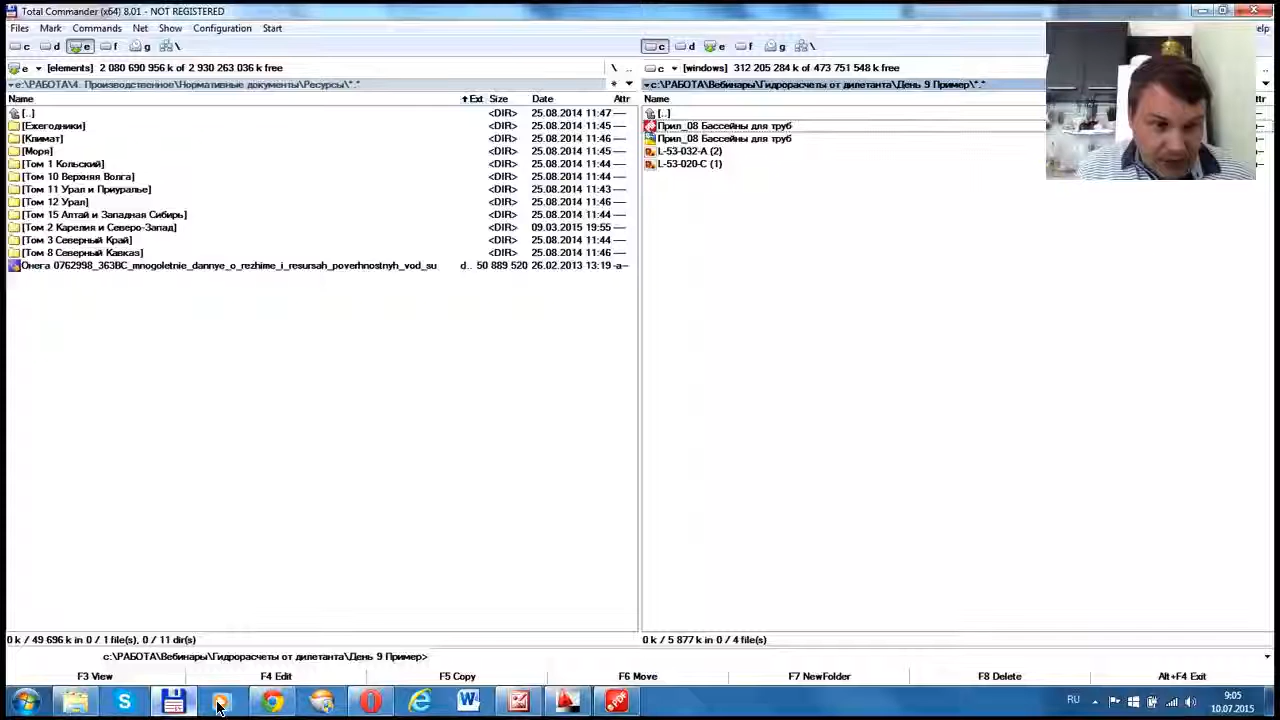 Total Commander (x64) 8.01 - NOT REGISTERED
Files Mark Commands Net Show Configuration Start elp
c d e f g \ c d e f g \
e [elements] 2 080 690 956 k of 2 930 263 036 k free \ .. c [windows] 312 205 284 k of 473 751 548 k free
e:\РАБОТА\4. Производственное\Нормативные документы\Ресурсы\*.* * c:\РАБОТА\Вебинары\Гидрорасчеты от дилетанта\День 9 Пример\*.*
Name Ext Size Date Attr
[..] <DIR> 25.08.2014 11:47 —
[Ежегодники] <DIR> 25.08.2014 11:45 —
[Климат] <DIR> 25.08.2014 11:46 —
[Моря] <DIR> 25.08.2014 11:45 —
[Том 1 Кольский] <DIR> 25.08.2014 11:44 —
[Том 10 Верхняя Волга] <DIR> 25.08.2014 11:44 —
[Том 11 Урал и Приуралье] <DIR> 25.08.2014 11:43 —
[Том 12 Урал] <DIR> 25.08.2014 11:46 —
[Том 15 Алтай и Западная Сибирь] <DIR> 25.08.2014 11:44 —
[Том 2 Карелия и Северо-Запад] <DIR> 09.03.2015 19:55 —
[Том 3 Северный Край] <DIR> 25.08.2014 11:44 —
[Том 8 Северный Кавказ] <DIR> 25.08.2014 11:46 —
Онега 0762998_363BC_mnogoletnie_dannye_o_rezhime_i_resursah_poverhnostnyh_vod_su d.. 50 889 520 26.02.2013 13:19 -a--
Name
[..]
Прил_08 Бассейны для труб
Прил_08 Бассейны для труб
L-53-032-A (2)
L-53-020-C (1)
0 k / 49 696 k in 0 / 1 file(s), 0 / 11 dir(s) 0 k / 5 877 k in 0 / 4 file(s)
c:\РАБОТА\Вебинары\Гидрорасчеты от дилетанта\День 9 Пример>
F3 View F4 Edit F5 Copy F6 Move F7 NewFolder F8 Delete Alt+F4 Exit
RU 9:05
10.07.2015